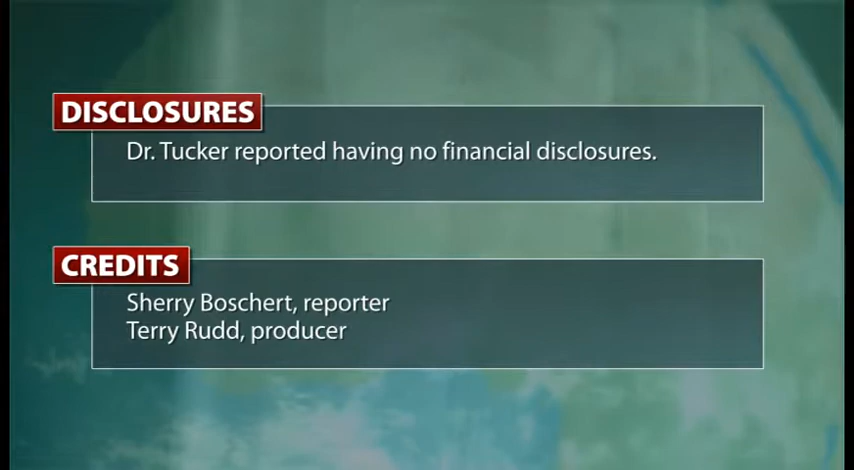 DISCLOSURES
Dr. Tucker reported having no financial disclosures.
CREDITS
Sherry Boschert, reporter
Terry Rudd, producer